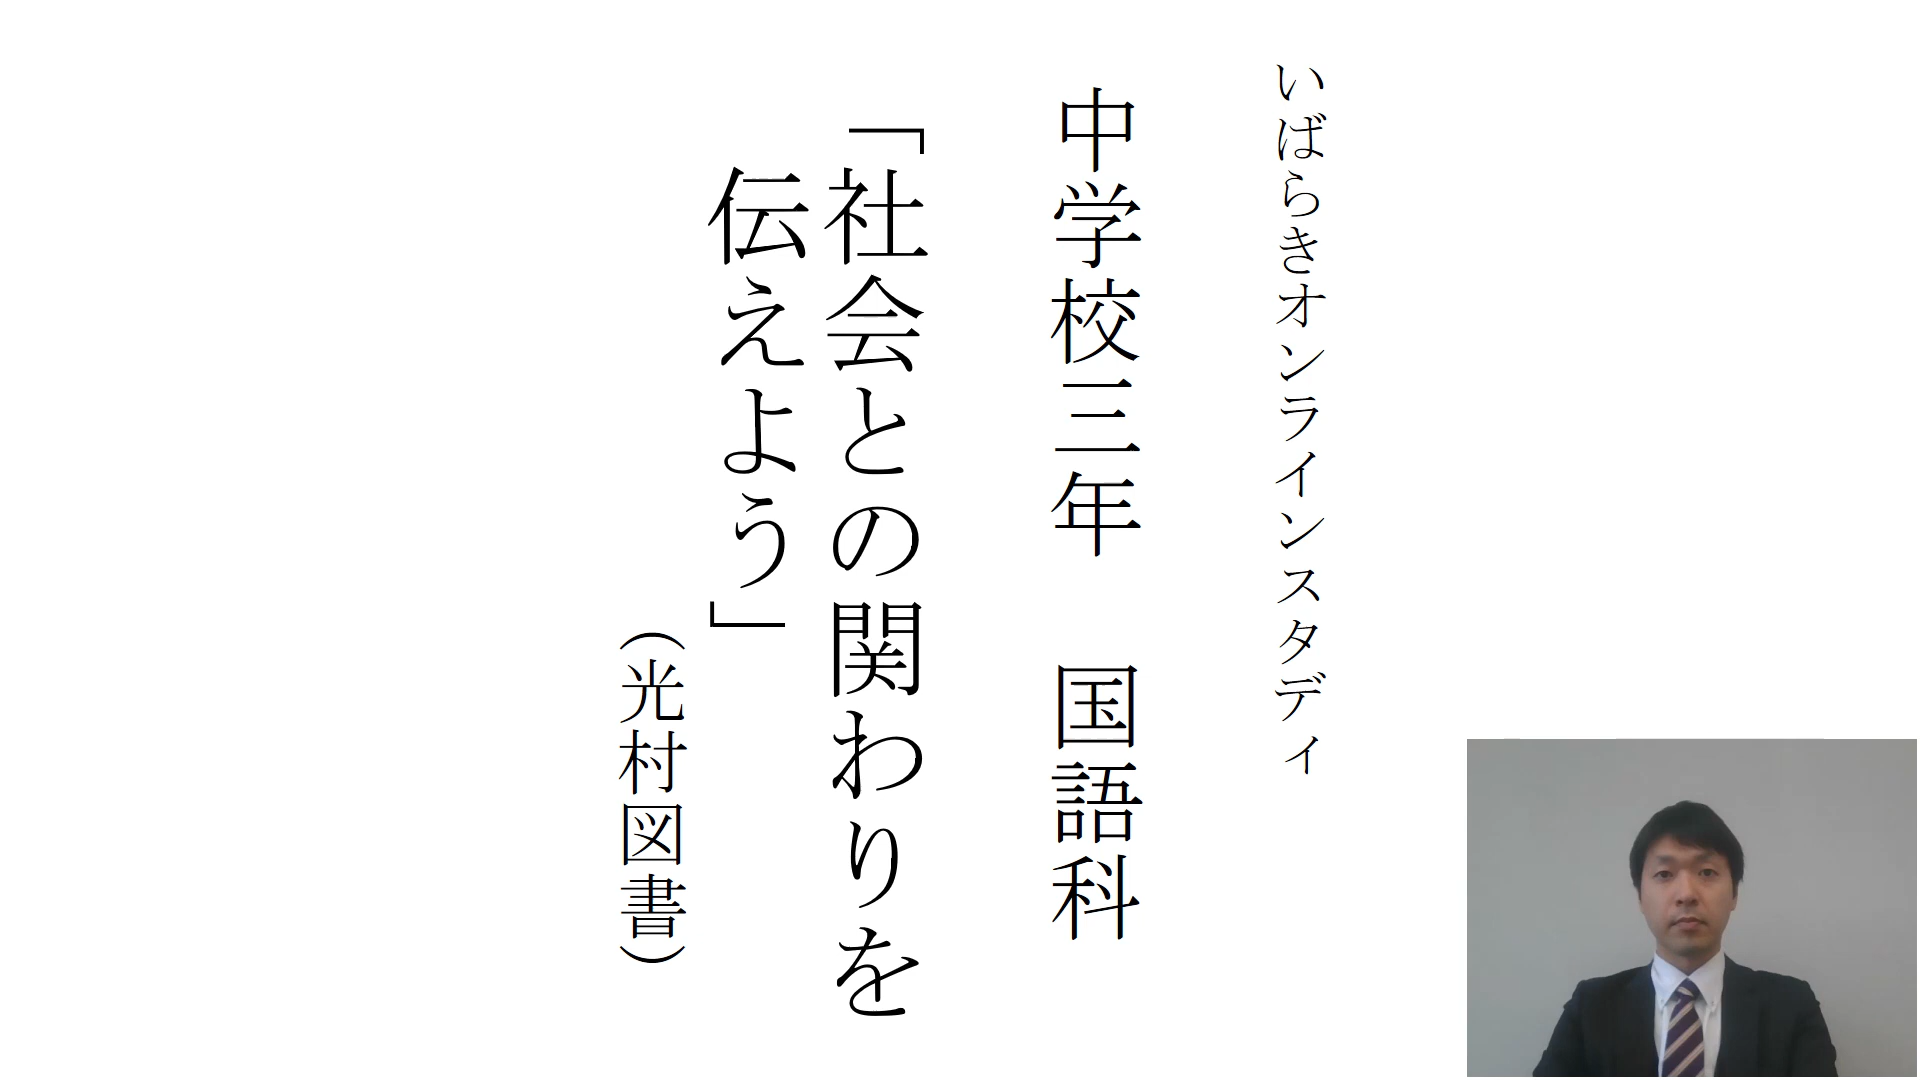 いばらきオンラインスタディ
中学校三年　国語科
「社会との関わりを
伝えよう」
（光村図書）